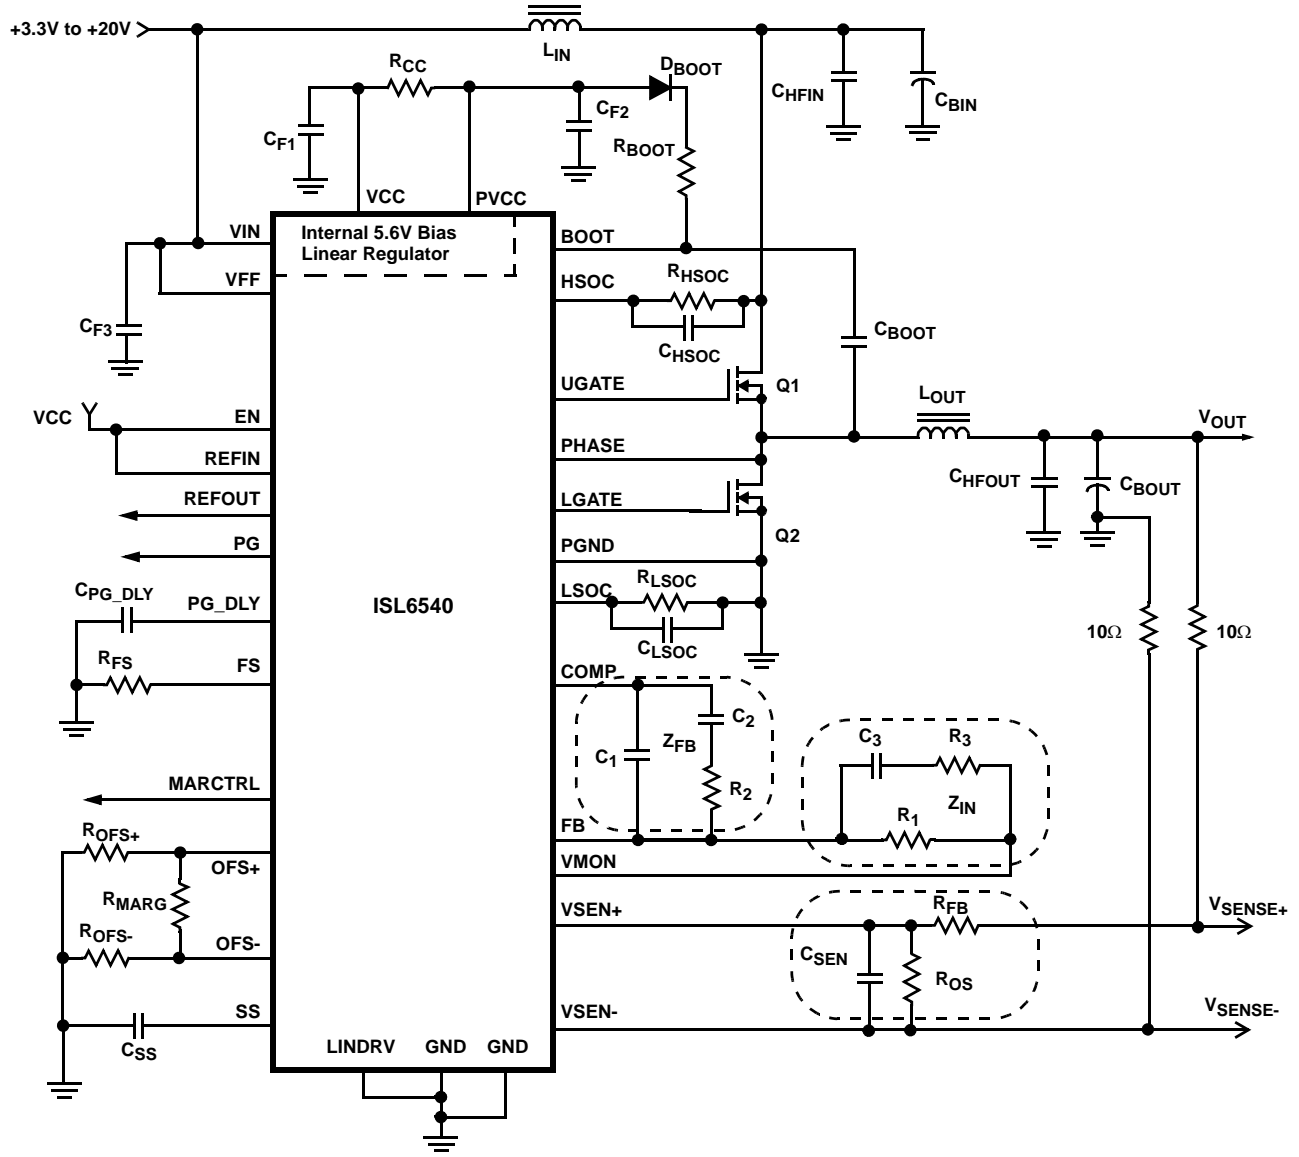 +3.3V to +20V
LIN
RCC
DBOOT
CHFIN
CBIN
CF1
CF2
RBOOT
VCC
PVCC
VIN
Internal 5.6V Bias
Linear Regulator
BOOT
VFF
HSOC
RHSOC
CF3
CHSOC
CBOOT
UGATE
Q1
LOUT
VCC
EN
VOUT
REFIN
PHASE
CHFOUT
CBOUT
REFOUT
LGATE
Q2
PG
PGND
CPG_DLY
PG_DLY
ISL6540
LSOC
RLSOC
10Ω
10Ω
CLSOC
RFS
FS
COMP
C2
C1
ZFB
C3
R3
MARCTRL
R2
ZIN
R1
ROFS+
FB
OFS+
VMON
RMARG
VSEN+
RFB
VSENSE+
ROFS-
OFS-
CSEN
ROS
SS
VSEN-
VSENSE-
CSS
LINDRV
GND
GND